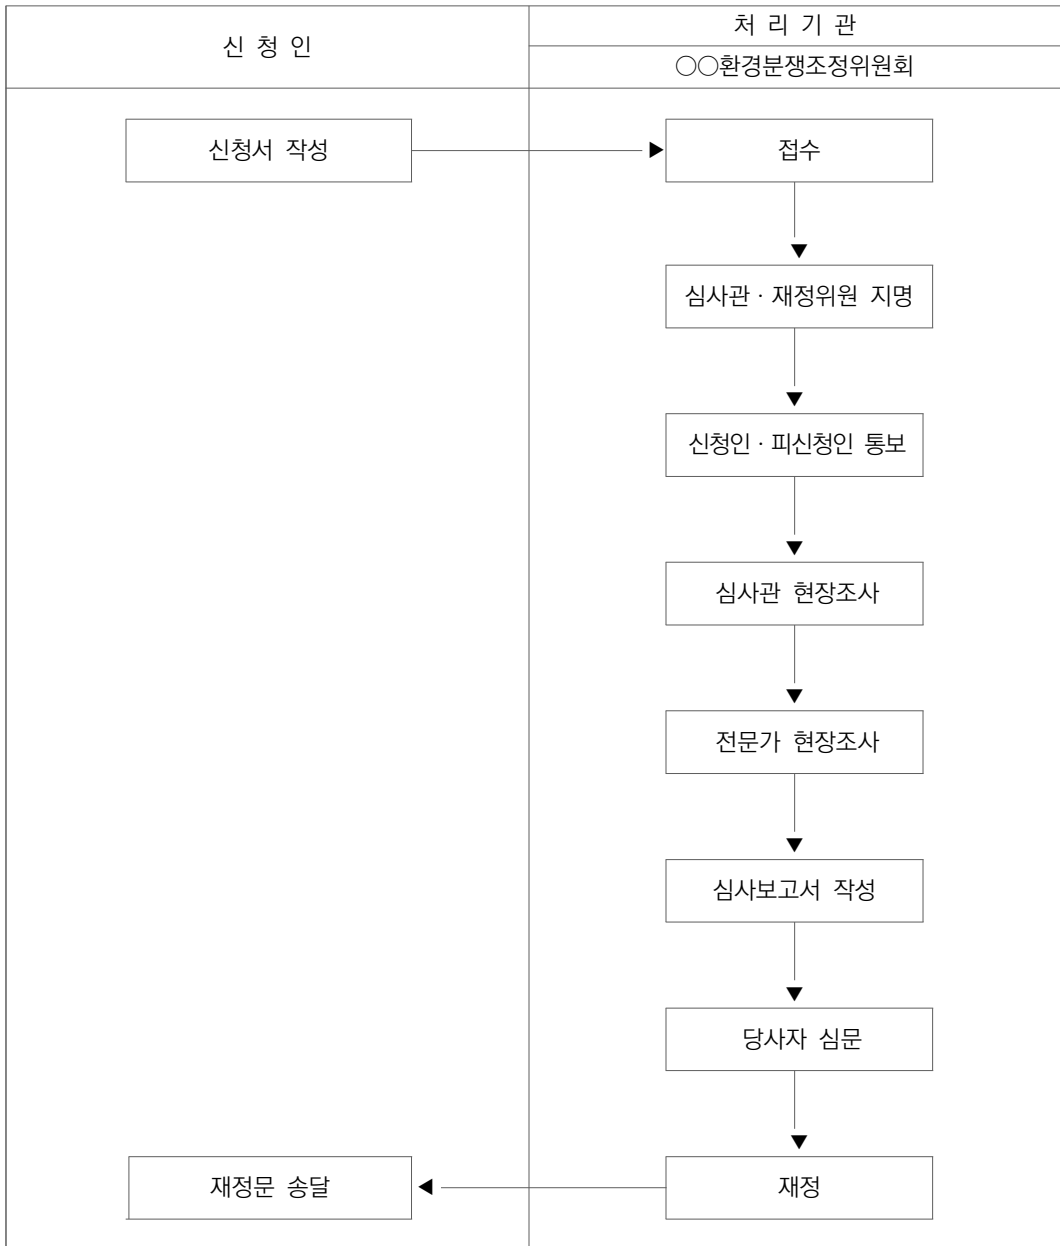 신 청 인
처 리 기 관
○○환경분쟁조정위원회
신청서 작성
접수
심사관 · 재정위원 지명
신청인 · 피신청인 통보
심사관 현장조사
전문가 현장조사
심사보고서 작성
당사자 심문
재정문 송달
재정